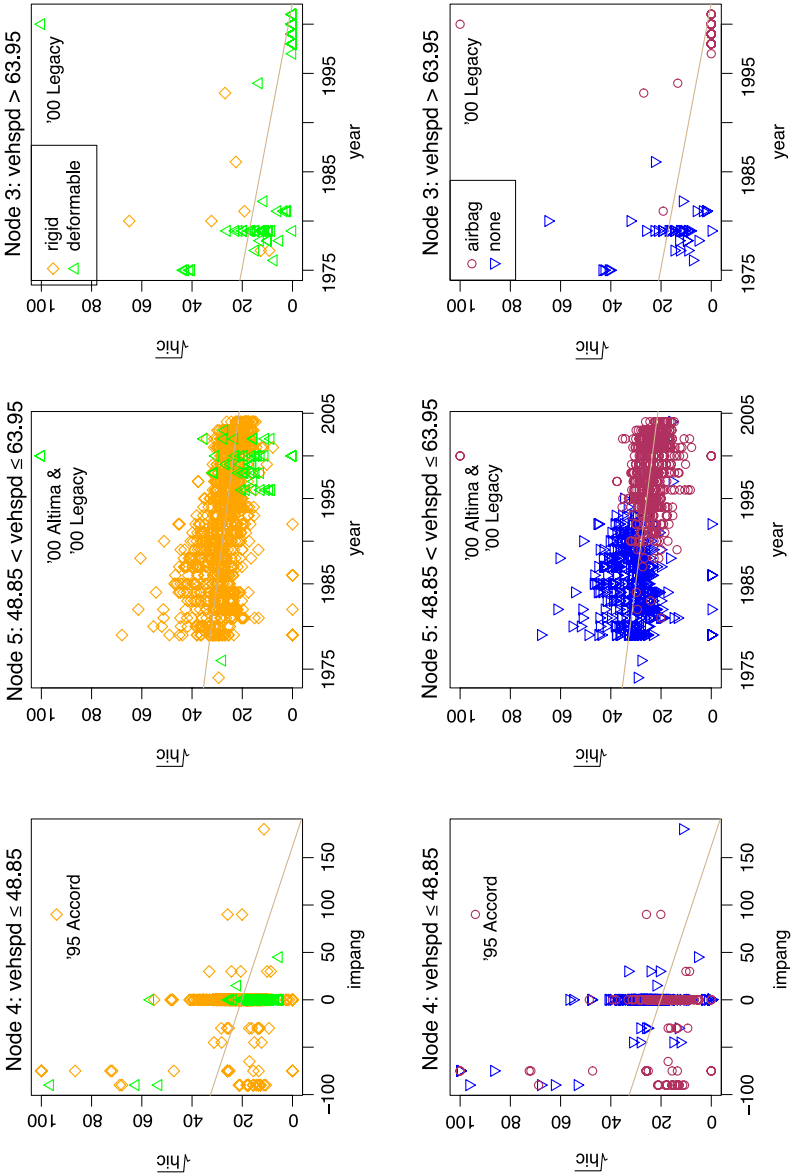 Node 4: vehspd ≤ 48.85
'95 Accord
√hic
100
80
60
40
20
0
−100
−50
0
50
100
150
impang
Node 5: 48.85 < vehspd ≤ 63.95
'00 Altima &
'00 Legacy
√hic
100
80
60
40
20
0
1975
1985
1995
2005
year
Node 3: vehspd > 63.95
rigid
deformable
'00 Legacy
√hic
100
80
60
40
20
0
1975
1985
1995
year
Node 4: vehspd ≤ 48.85
'95 Accord
√hic
100
80
60
40
20
0
−100
−50
0
50
100
150
impang
Node 5: 48.85 < vehspd ≤ 63.95
'00 Altima &
'00 Legacy
√hic
100
80
60
40
20
0
1975
1985
1995
2005
year
Node 3: vehspd > 63.95
airbag
none
'00 Legacy
√hic
100
80
60
40
20
0
1975
1985
1995
year